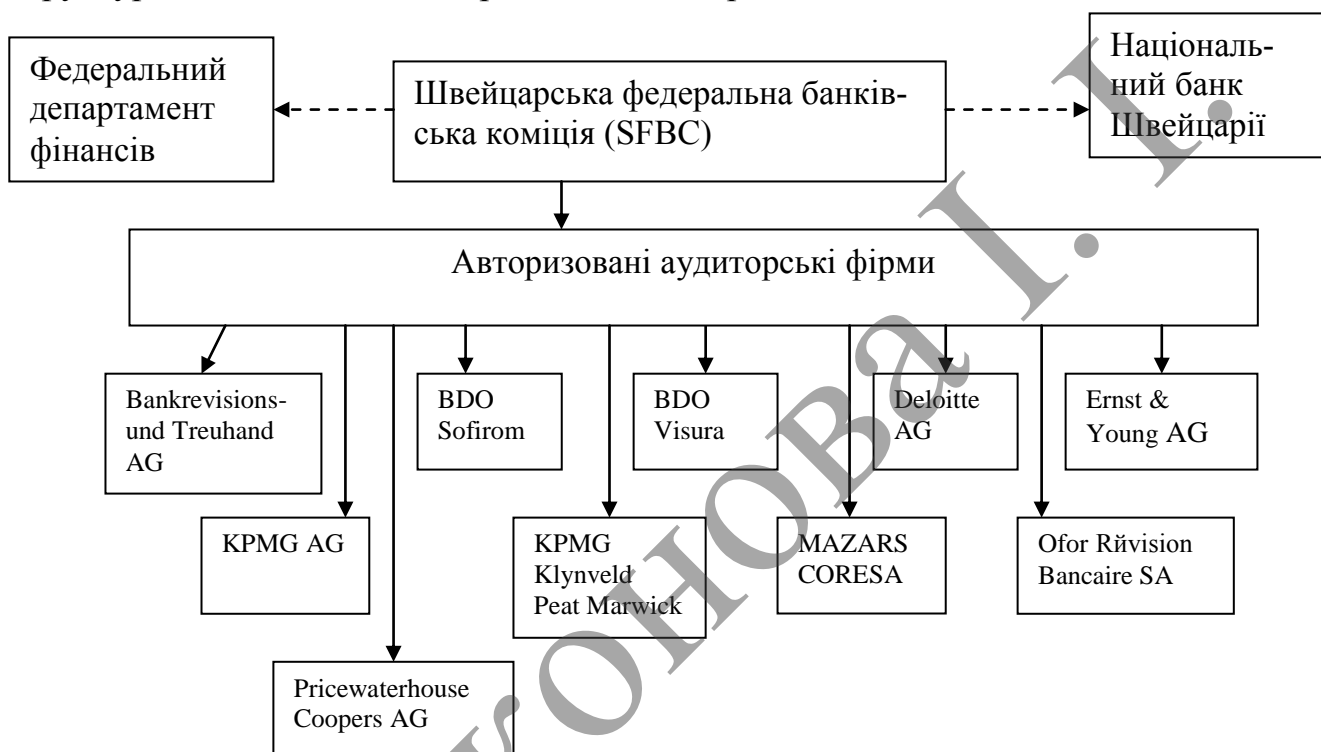 Федеральний
департамент
фінансів
Швейцарська федеральна банків-
ська коміція (SFBC)
Національ-
ний банк
Швейцарії
Авторизовані аудиторські фірми
Bankrevisions-
und Treuhand
AG
BDO
Sofirom
BDO
Visura
Deloitte
AG
Ernst &
Young AG
KPMG AG
KPMG
Klynveld
Peat Marwick
MAZARS
CORESA
Ofor Rйvision
Bancaire SA
Pricewaterhouse
Coopers AG
конова І. І.